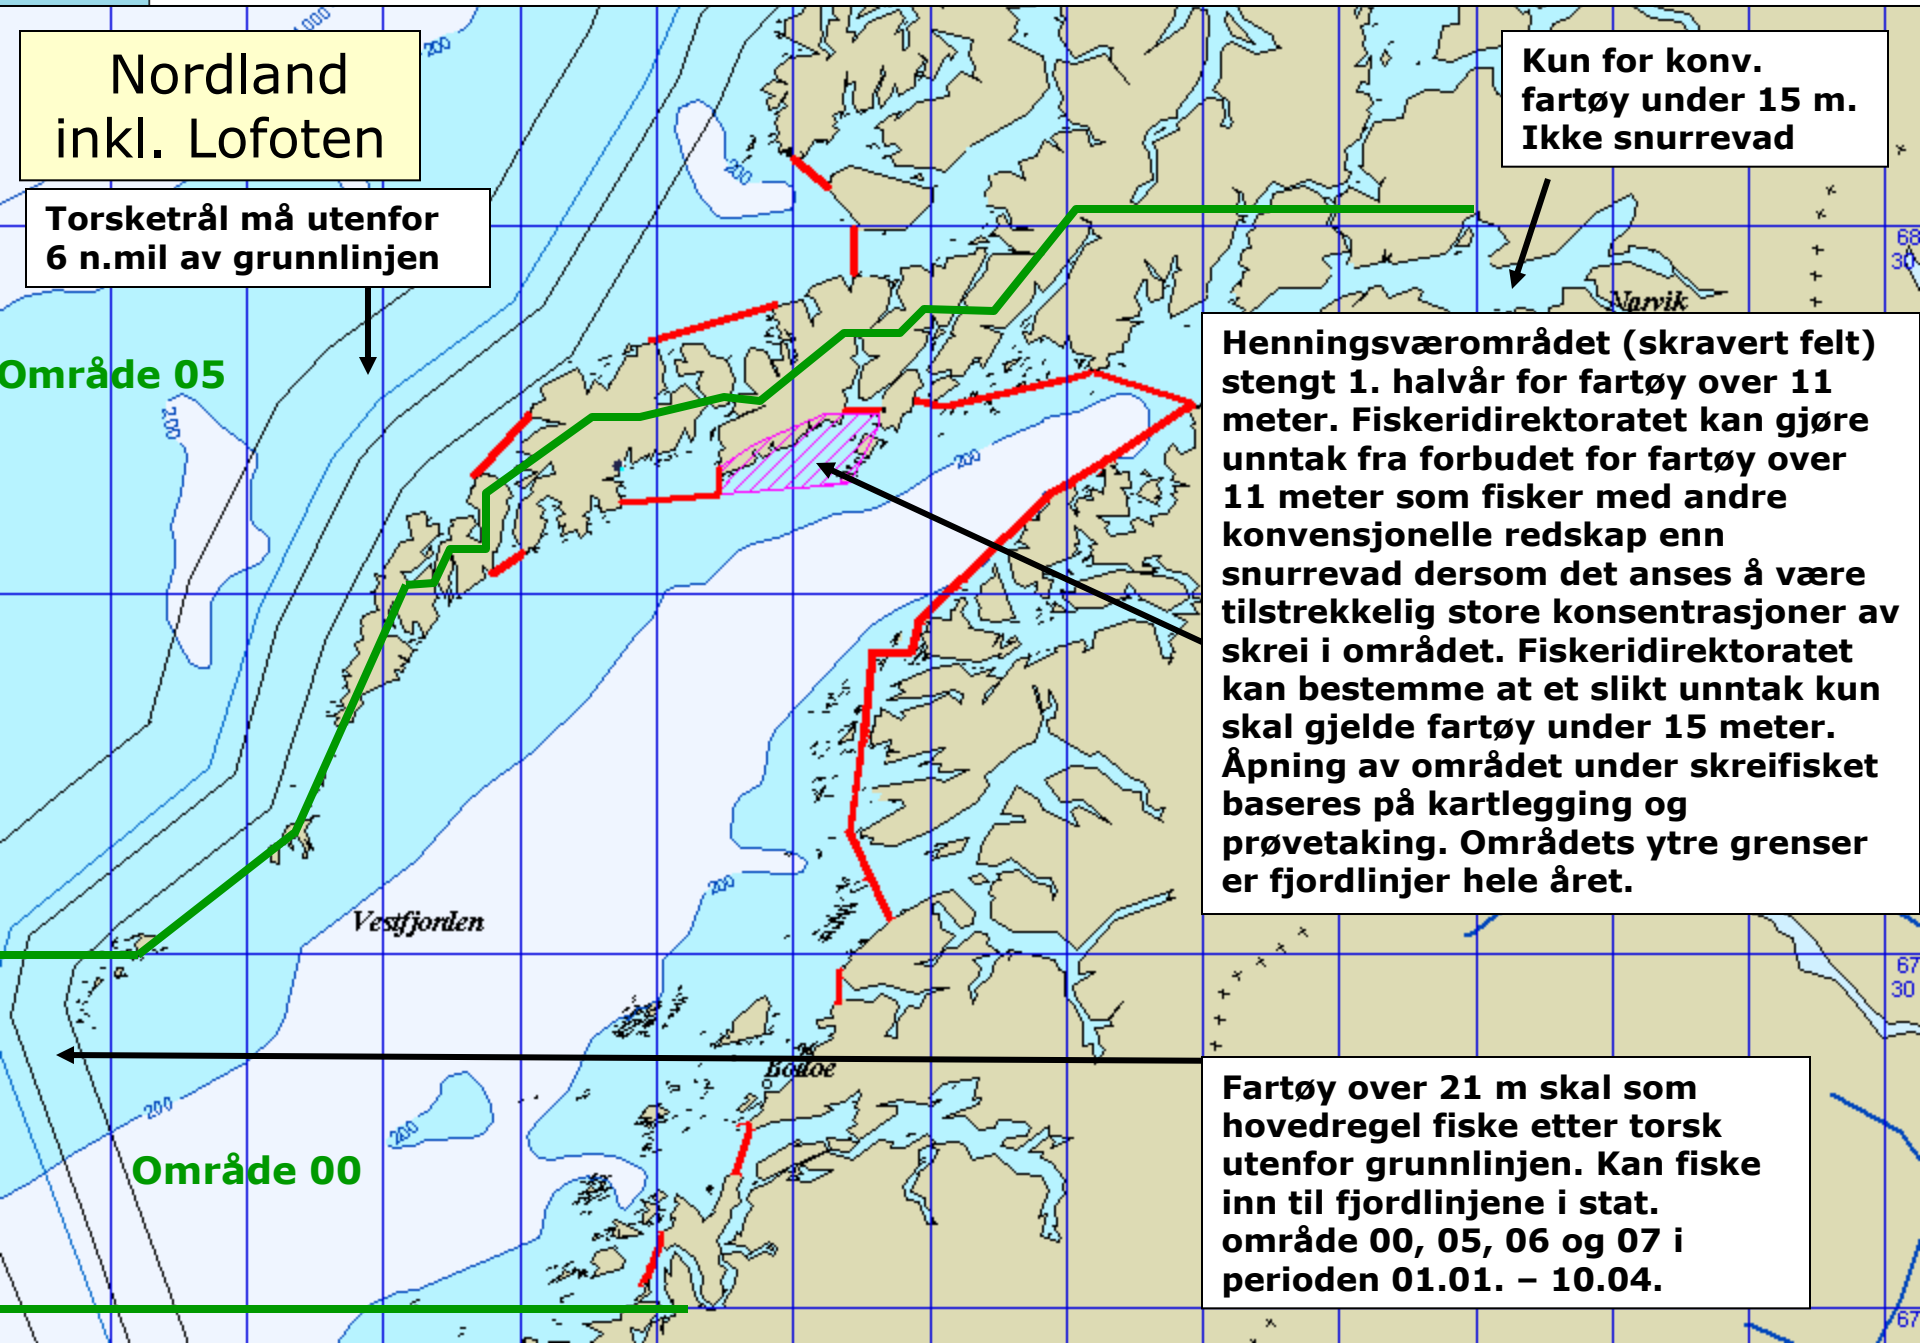 Nordland
inkl. Lofoten
Torsketrål må utenfor
6 n.mil av grunnlinjen
Kun for konv.
fartøy under 15 m.
Ikke snurrevad
200
200
68
30
Narvik
Område 05
200
200
Henningsværområdet (skravert felt)
stengt 1. halvår for fartøy over 11
meter. Fiskeridirektoratet kan gjøre
unntak fra forbudet for fartøy over
11 meter som fisker med andre
konvensjonelle redskap enn
snurrevad dersom det anses å være
tilstrekkelig store konsentrasjoner av
skrei i området. Fiskeridirektoratet
kan bestemme at et slikt unntak kun
skal gjelde fartøy under 15 meter.
Åpning av området under skreifisket
baseres på kartlegging og
prøvetaking. Områdets ytre grenser
er fjordlinjer hele året.
200
Vestfjorden
67
30
Bodoe
200
200
Område 00
Fartøy over 21 m skal som
hovedregel fiske etter torsk
utenfor grunnlinjen. Kan fiske
inn til fjordlinjene i stat.
område 00, 05, 06 og 07 i
perioden 01.01. – 10.04.
67